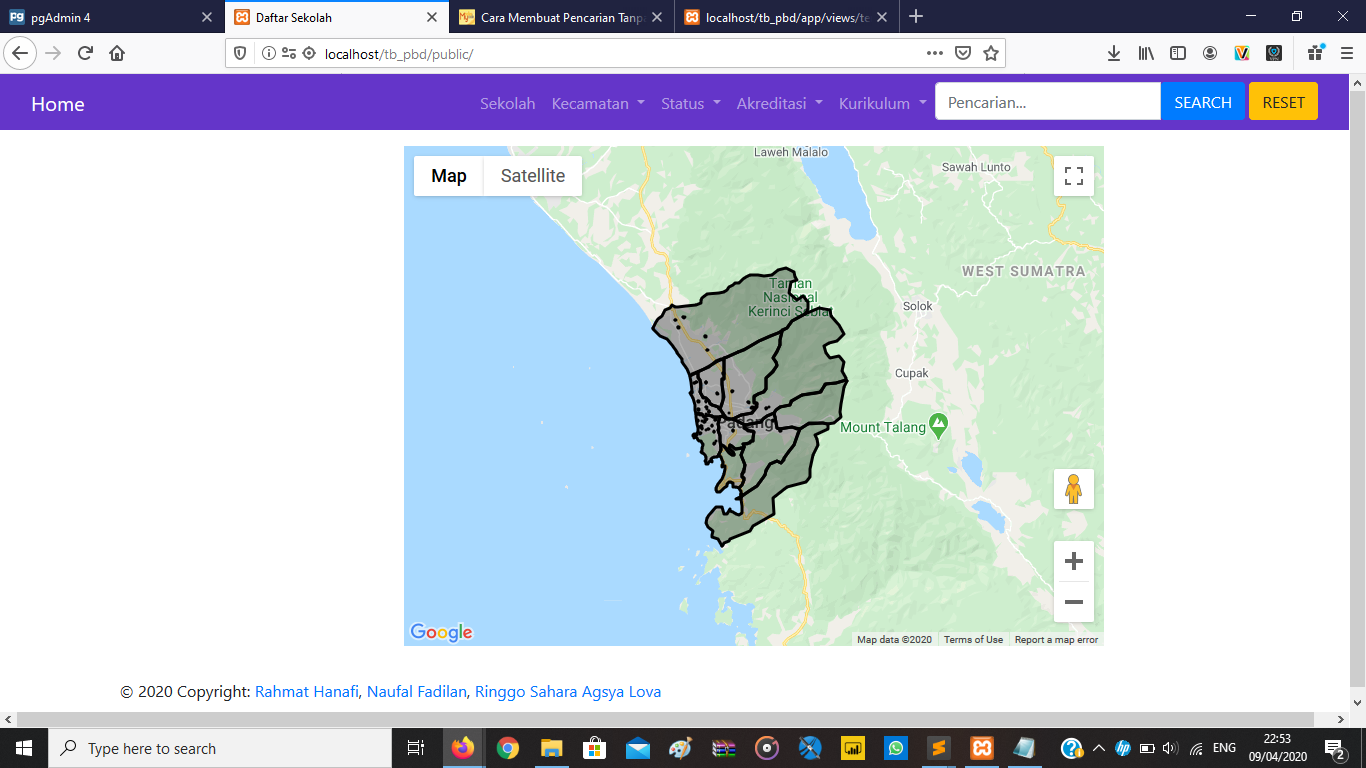 pgAdmin 4
Daftar Sekolah
Cara Membuat Pencarian Tanp
localhost/tb_pbd/app/views/te
localhost/tb_pbd/public/
Home
Sekolah Kecamatan Status Akreditasi Kurikulum Pencarian... SEARCH RESET
Map Satellite
Laweh Malalo
Sawah Lunto
WEST SUMATRA
Taman
Nasional
Kerinci Seblat
Solok
Cupak
Padang
Mount Talang
Google
Map data ©2020 Terms of Use Report a map error
© 2020 Copyright: Rahmat Hanafi, Naufal Fadilan, Ringgo Sahara Agsya Lova
Type here to search
ENG
22:53
09/04/2020
2